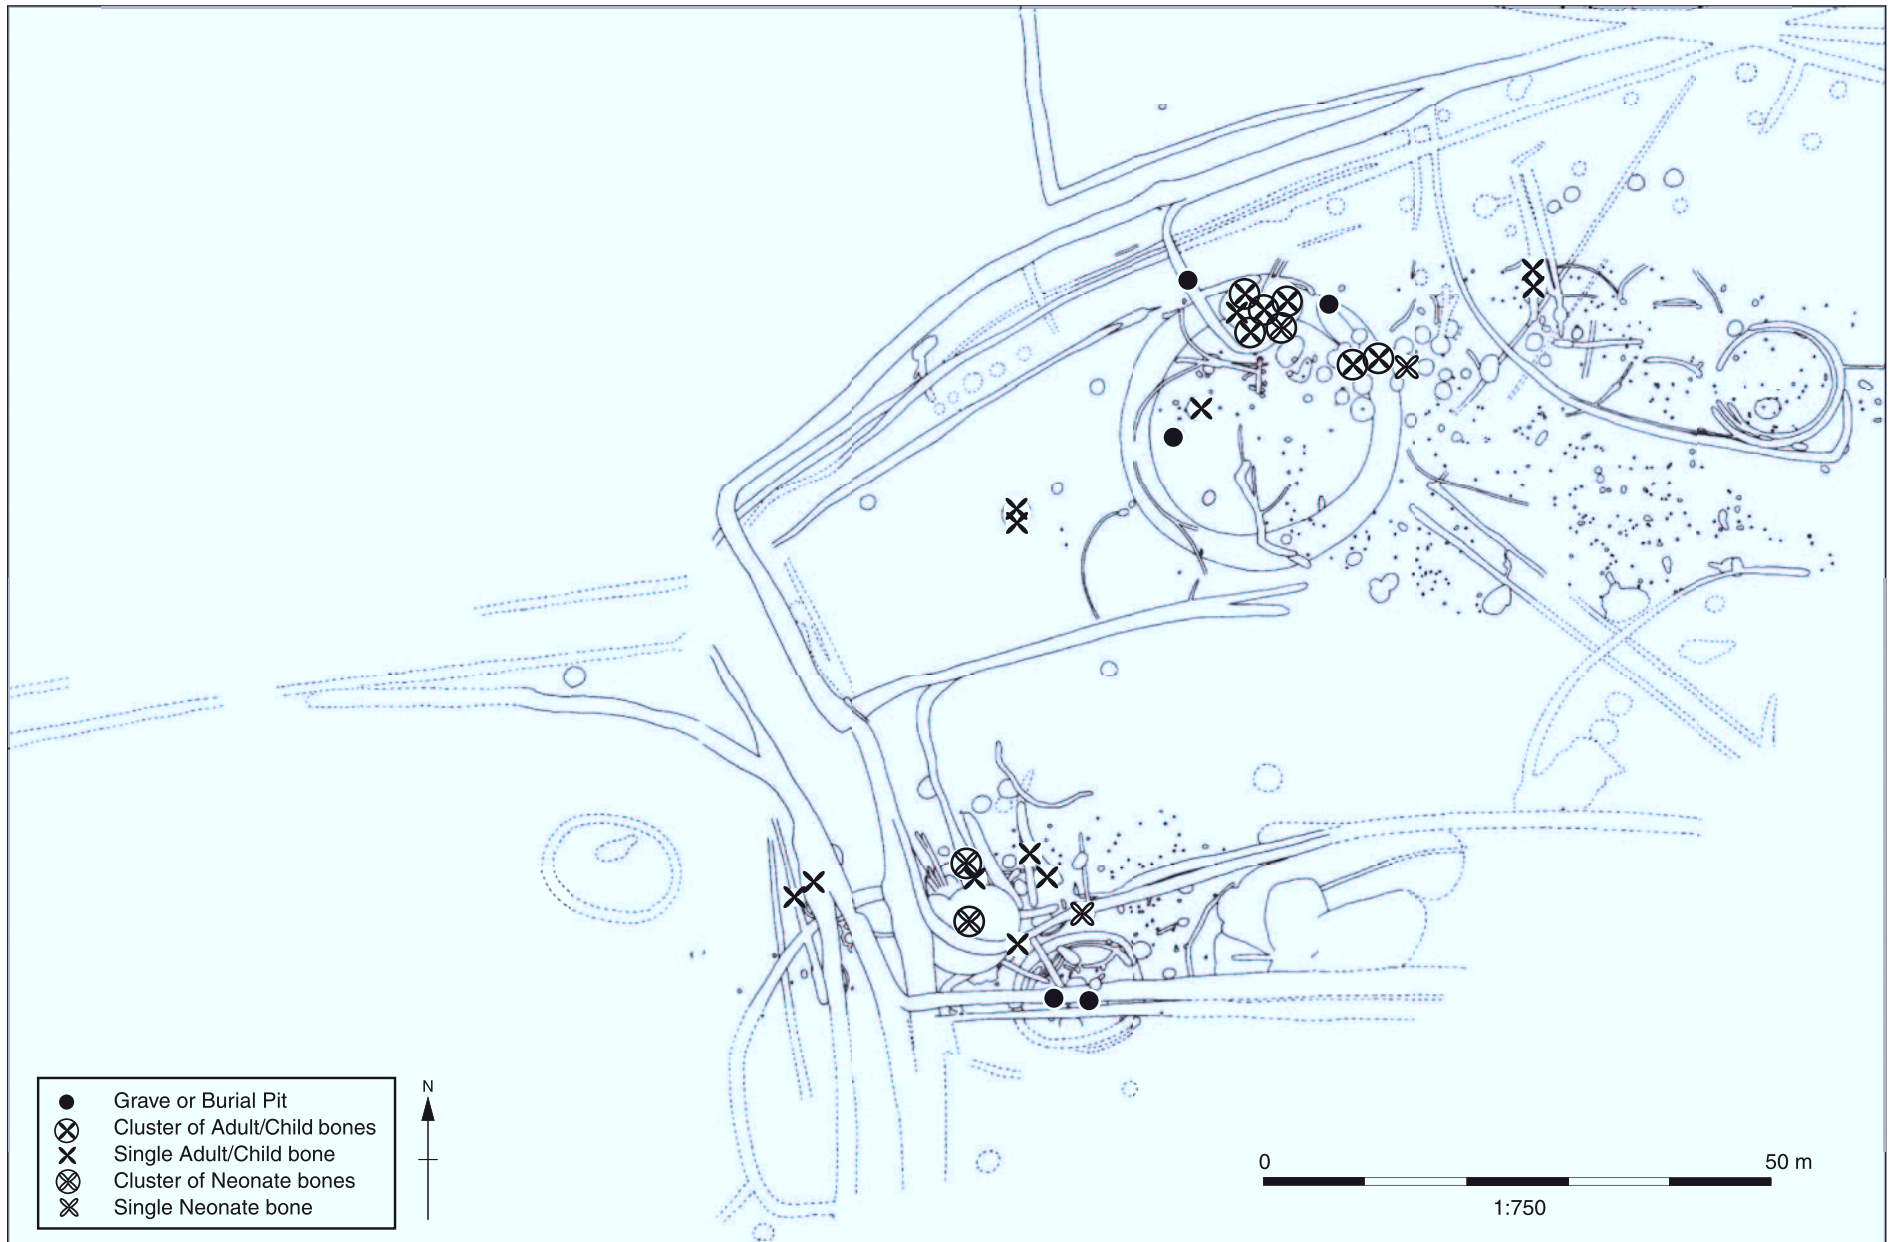 Grave or Burial Pit
Cluster of Adult/Child bones
Single Adult/Child bone
Cluster of Neonate bones
Single Neonate bone
N
0 50 m
1:750